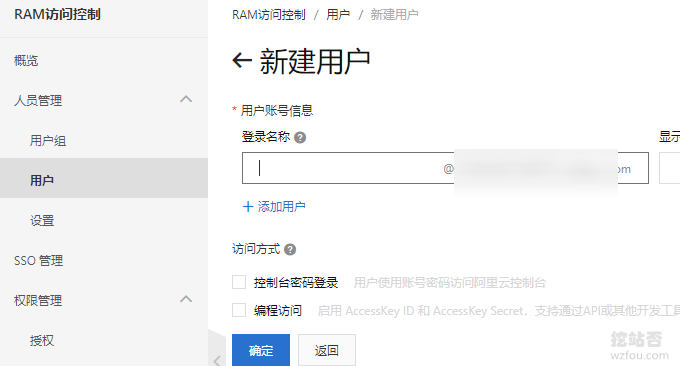 RAM访问控制
概览
人员管理
用户组
用户
设置
SSO 管理
权限管理
授权
RAM访问控制 / 用户 / 新建用户
← 新建用户
* 用户账号信息
登录名称 ? 显示
@ om
+ 添加用户
访问方式 ?
控制台密码登录 用户使用账号密码访问阿里云控制台
编程访问 启用 AccessKey ID 和 AccessKey Secret，支持通过API或其他开发工具
确定 返回
挖站否
wzfou.com